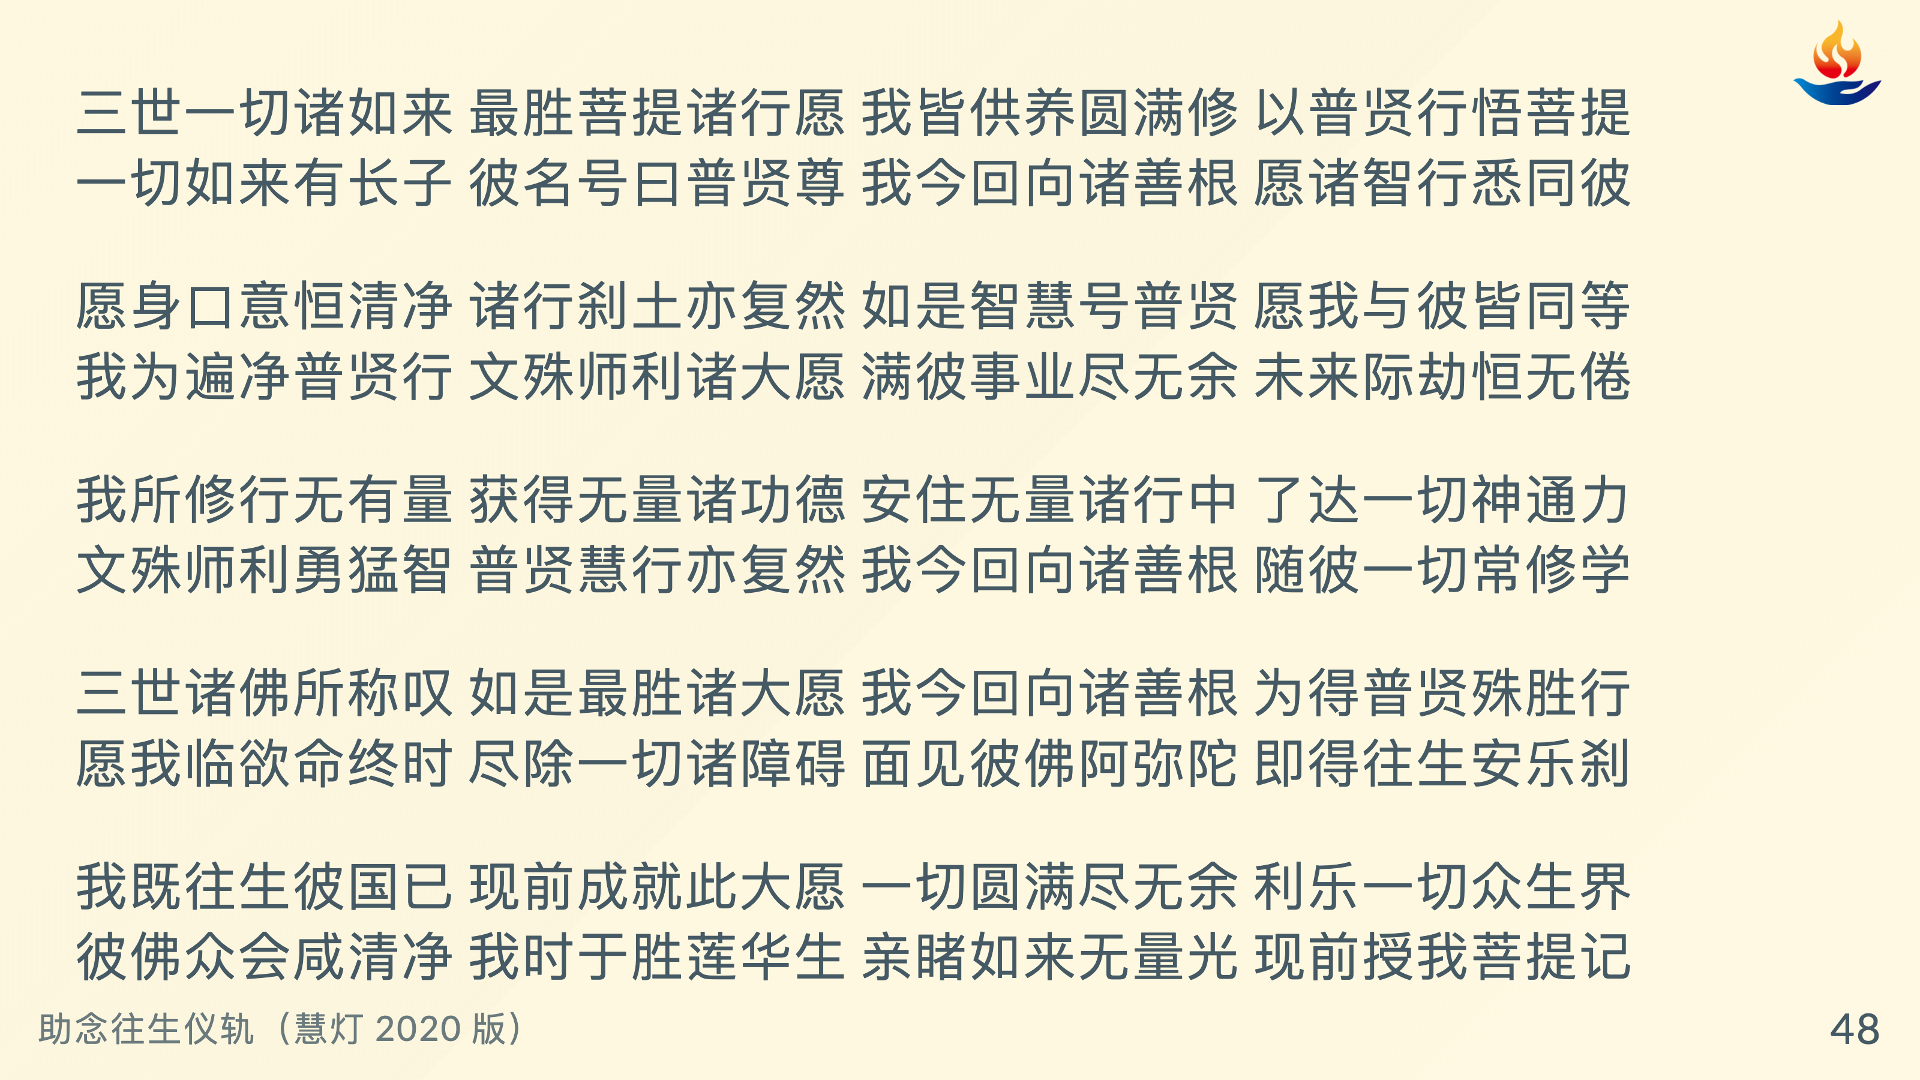 三世一切诸如来 最胜菩提诸行愿 我皆供养圆满修 以普贤行悟菩提
一切如来有长子 彼名号曰普贤尊 我今回向诸善根 愿诸智行悉同彼
愿身口意恒清净 诸行刹土亦复然 如是智慧号普贤 愿我与彼皆同等
我为遍净普贤行 文殊师利诸大愿 满彼事业尽无余 未来际劫恒无倦
我所修行无有量 获得无量诸功德 安住无量诸行中 了达一切神通力
文殊师利勇猛智 普贤慧行亦复然 我今回向诸善根 随彼一切常修学
三世诸佛所称叹 如是最胜诸大愿 我今回向诸善根 为得普贤殊胜行
愿我临欲命终时 尽除一切诸障碍 面见彼佛阿弥陀 即得往生安乐刹
我既往生彼国已 现前成就此大愿 一切圆满尽无余 利乐一切众生界
彼佛众会咸清净 我时于胜莲华生 亲睹如来无量光 现前授我菩提记
助念往生仪轨（慧灯 2020 版）
48